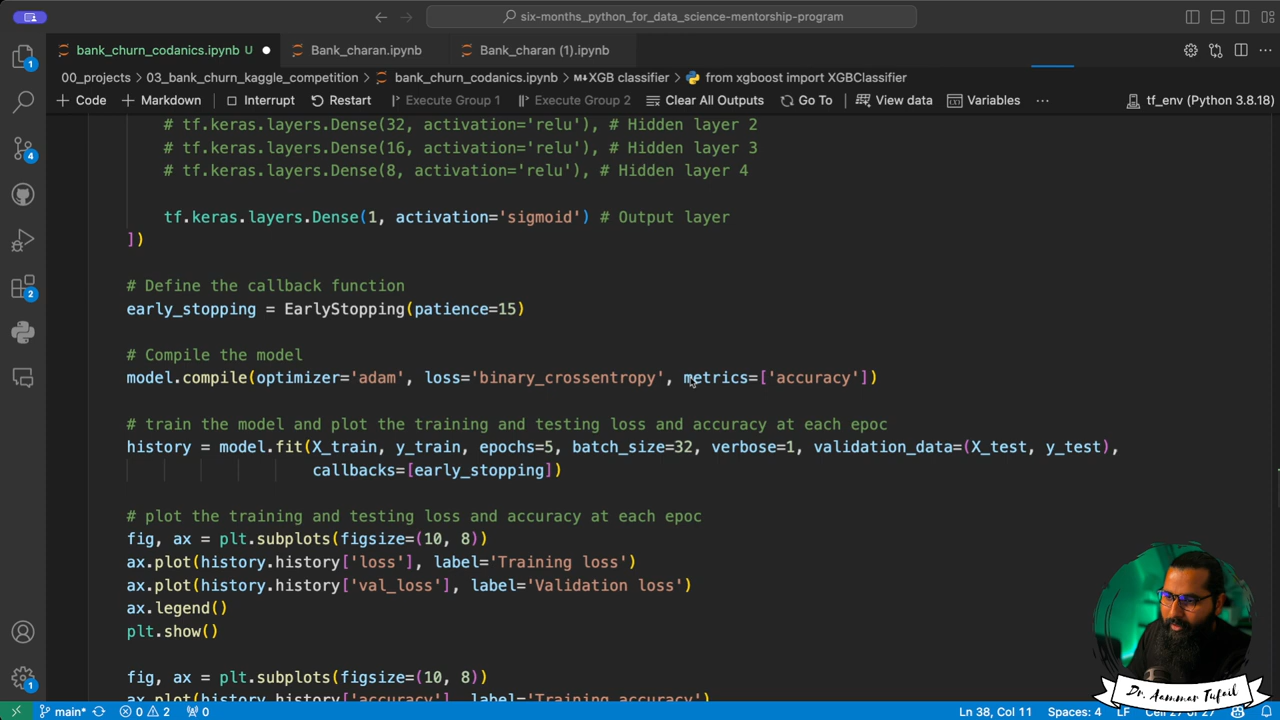 six-months_python_for_data_science-mentorship-program
bank_churn_codanics.ipynb U
Bank_charan.ipynb
Bank_charan (1).ipynb
00_projects > 03_bank_churn_kaggle_competition > bank_churn_codanics.ipynb > M↓XGB classifier > from xgboost import XGBClassifier
+ Code + Markdown Interrupt Restart Execute Group 1 Execute Group 2 Clear All Outputs Go To View data Variables ··· tf_env (Python 3.8.18)
# tf.keras.layers.Dense(32, activation='relu'), # Hidden layer 2
# tf.keras.layers.Dense(16, activation='relu'), # Hidden layer 3
# tf.keras.layers.Dense(8, activation='relu'), # Hidden layer 4
tf.keras.layers.Dense(1, activation='sigmoid') # Output layer
])
# Define the callback function
early_stopping = EarlyStopping(patience=15)
# Compile the model
model.compile(optimizer='adam', loss='binary_crossentropy', metrics=['accuracy'])
# train the model and plot the training and testing loss and accuracy at each epoc
history = model.fit(X_train, y_train, epochs=5, batch_size=32, verbose=1, validation_data=(X_test, y_test),
callbacks=[early_stopping])
# plot the training and testing loss and accuracy at each epoc
fig, ax = plt.subplots(figsize=(10, 8))
ax.plot(history.history['loss'], label='Training loss')
ax.plot(history.history['val_loss'], label='Validation loss')
ax.legend()
plt.show()
fig, ax = plt.subplots(figsize=(10, 8))
ax.plot(history.history['accuracy'], label='Training accuracy')
1
4
2
1
Dr. Aammar Tufail
main* 0 2 0 Ln 38, Col 11 Spaces: 4 LF Cell 27 of 27